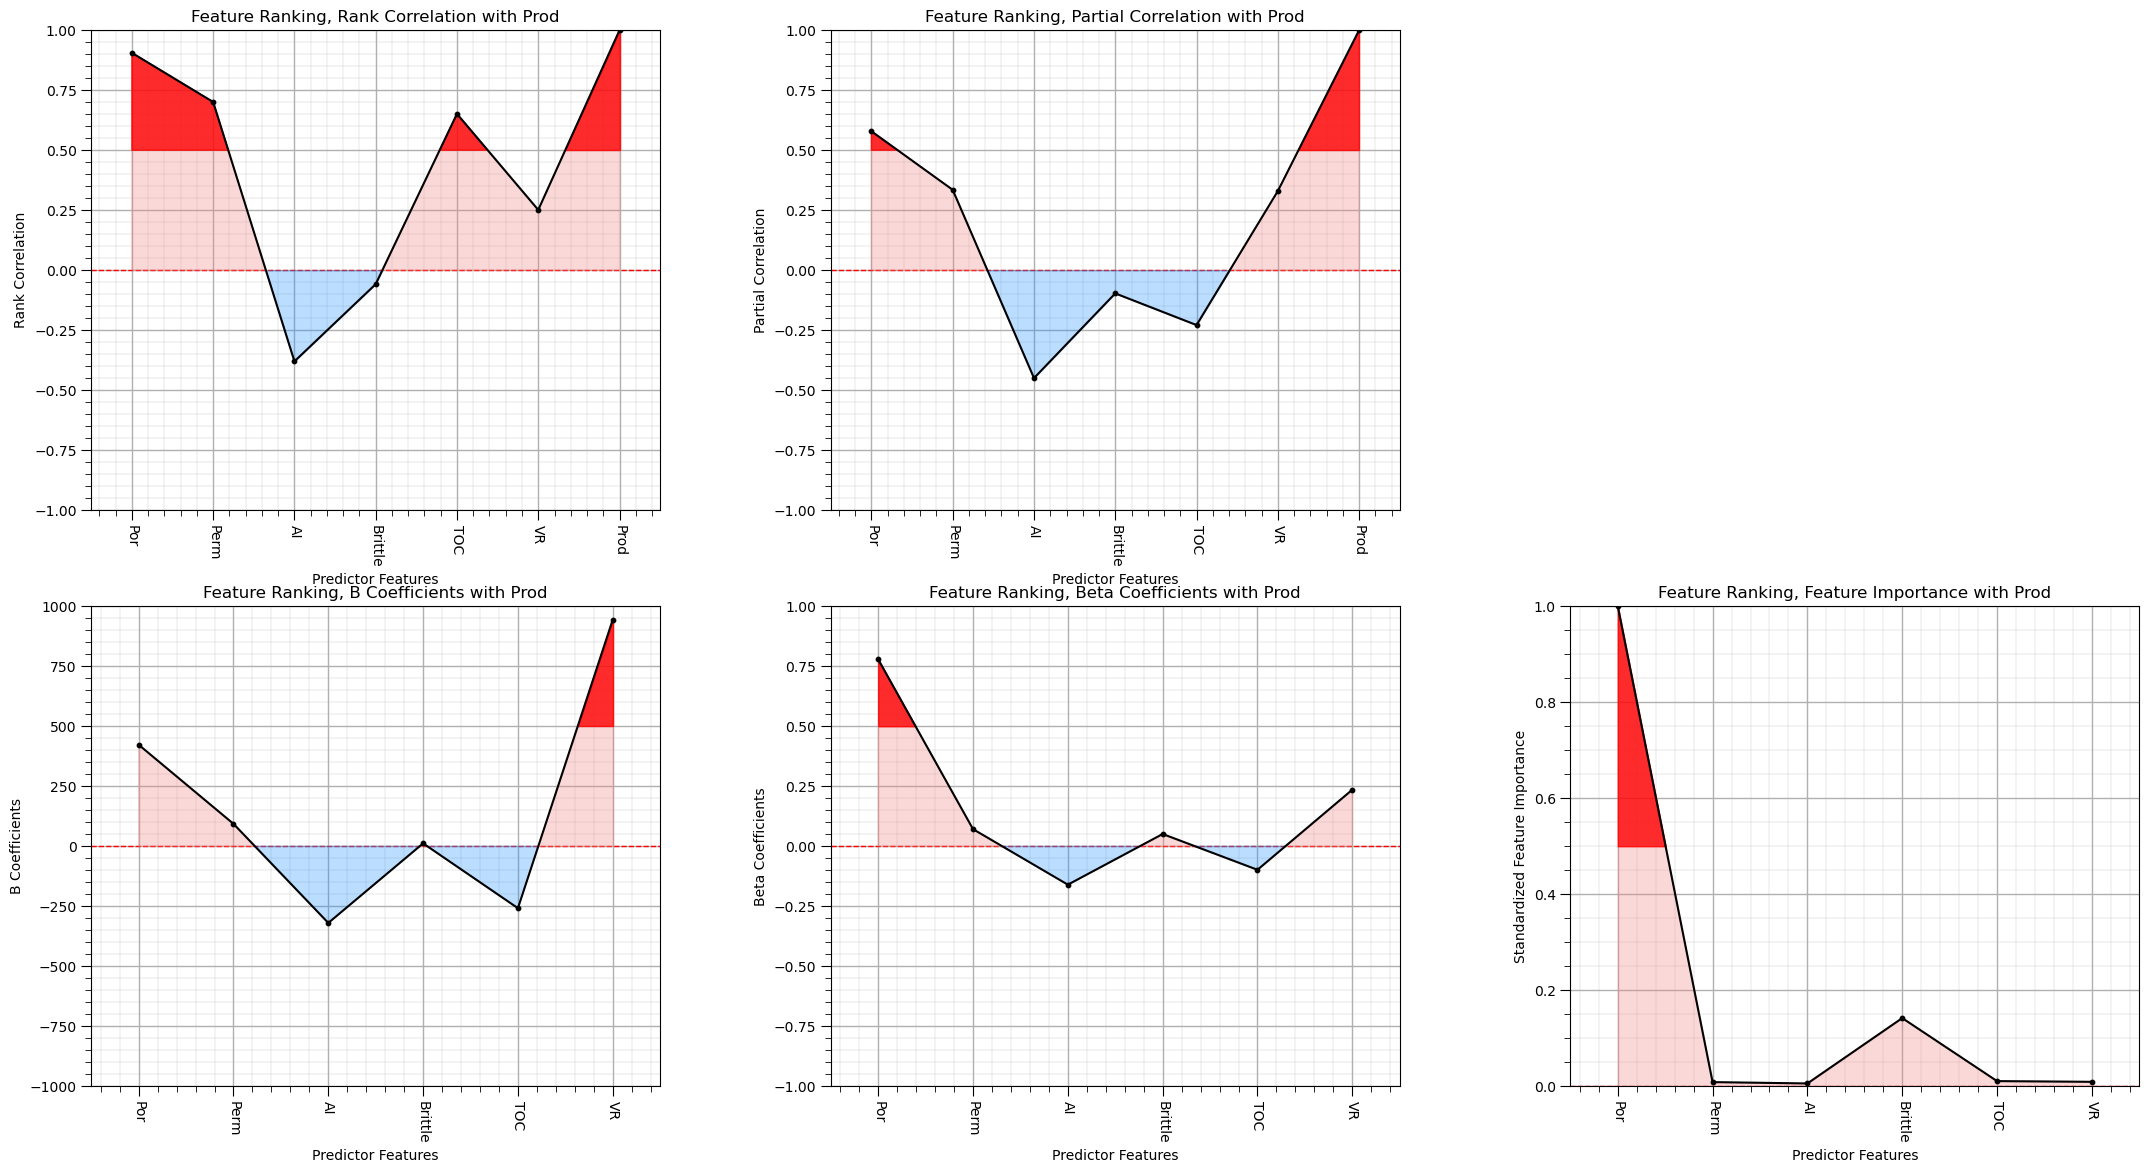 Feature Ranking, Rank Correlation with Prod
1.00
0.75
0.50
0.25
0.00
−0.25
−0.50
−0.75
−1.00
Rank Correlation
Por
Perm
AI
Brittle
TOC
VR
Prod
Predictor Features
Feature Ranking, Partial Correlation with Prod
1.00
0.75
0.50
0.25
0.00
−0.25
−0.50
−0.75
−1.00
Partial Correlation
Por
Perm
AI
Brittle
TOC
VR
Prod
Predictor Features
Feature Ranking, B Coefficients with Prod
1000
750
500
250
0
−250
−500
−750
−1000
B Coefficients
Por
Perm
AI
Brittle
TOC
VR
Predictor Features
Feature Ranking, Beta Coefficients with Prod
1.00
0.75
0.50
0.25
0.00
−0.25
−0.50
−0.75
−1.00
Beta Coefficients
Por
Perm
AI
Brittle
TOC
VR
Predictor Features
Feature Ranking, Feature Importance with Prod
1.0
0.8
0.6
0.4
0.2
0.0
Standardized Feature Importance
Por
Perm
AI
Brittle
TOC
VR
Predictor Features